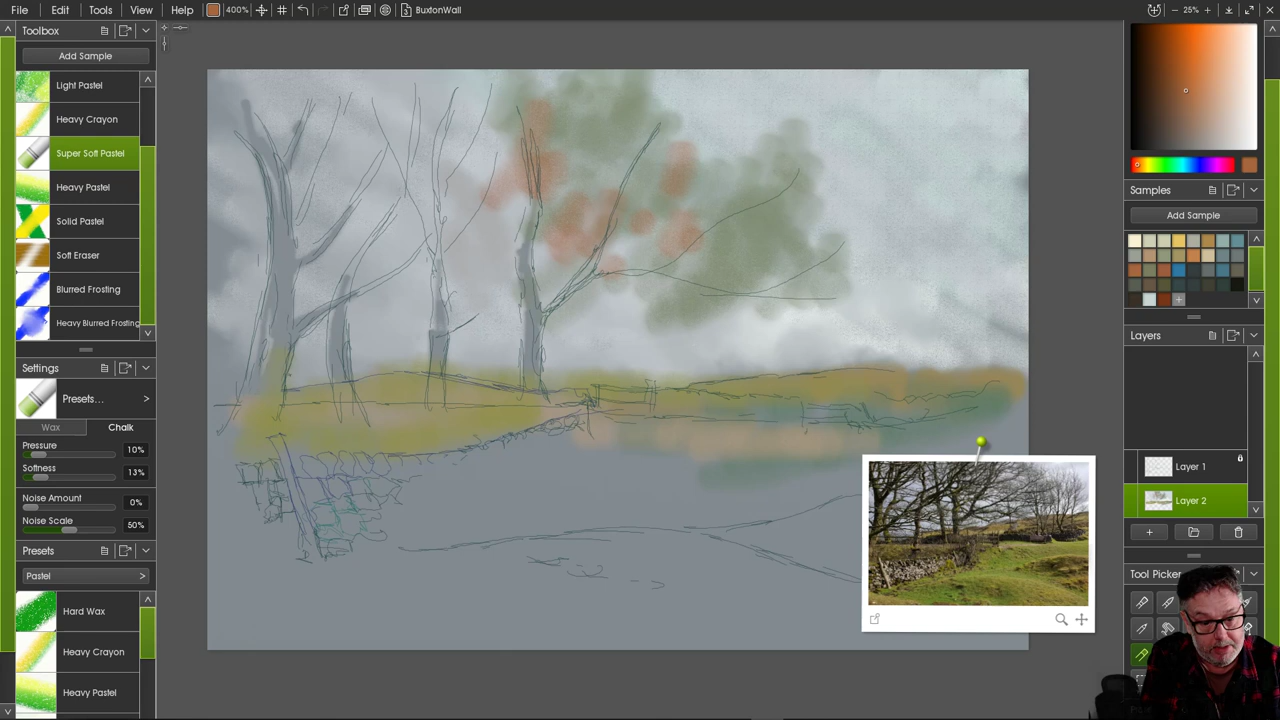 File Edit Tools View Help 400% BuxtonWall 25%
Toolbox
Add Sample
Light Pastel
Heavy Crayon
Super Soft Pastel
Heavy Pastel
Solid Pastel
Soft Eraser
Blurred Frosting
Heavy Blurred Frosting
Settings
Presets... >
Wax Chalk
Pressure
10%
Softness
13%
Noise Amount
0%
Noise Scale
50%
Presets
Pastel >
Hard Wax
Heavy Crayon
Heavy Pastel
Samples
Add Sample
Layers
Layer 1
Layer 2
Tool Picker